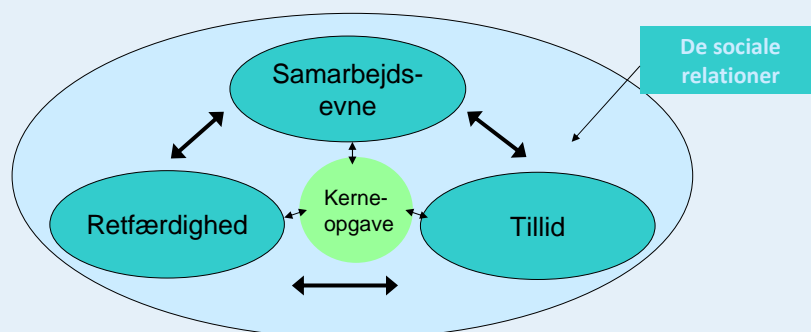 De sociale
relationer
Samarbejds-
evne
Retfærdighed
Kerne-
opgave
Tillid